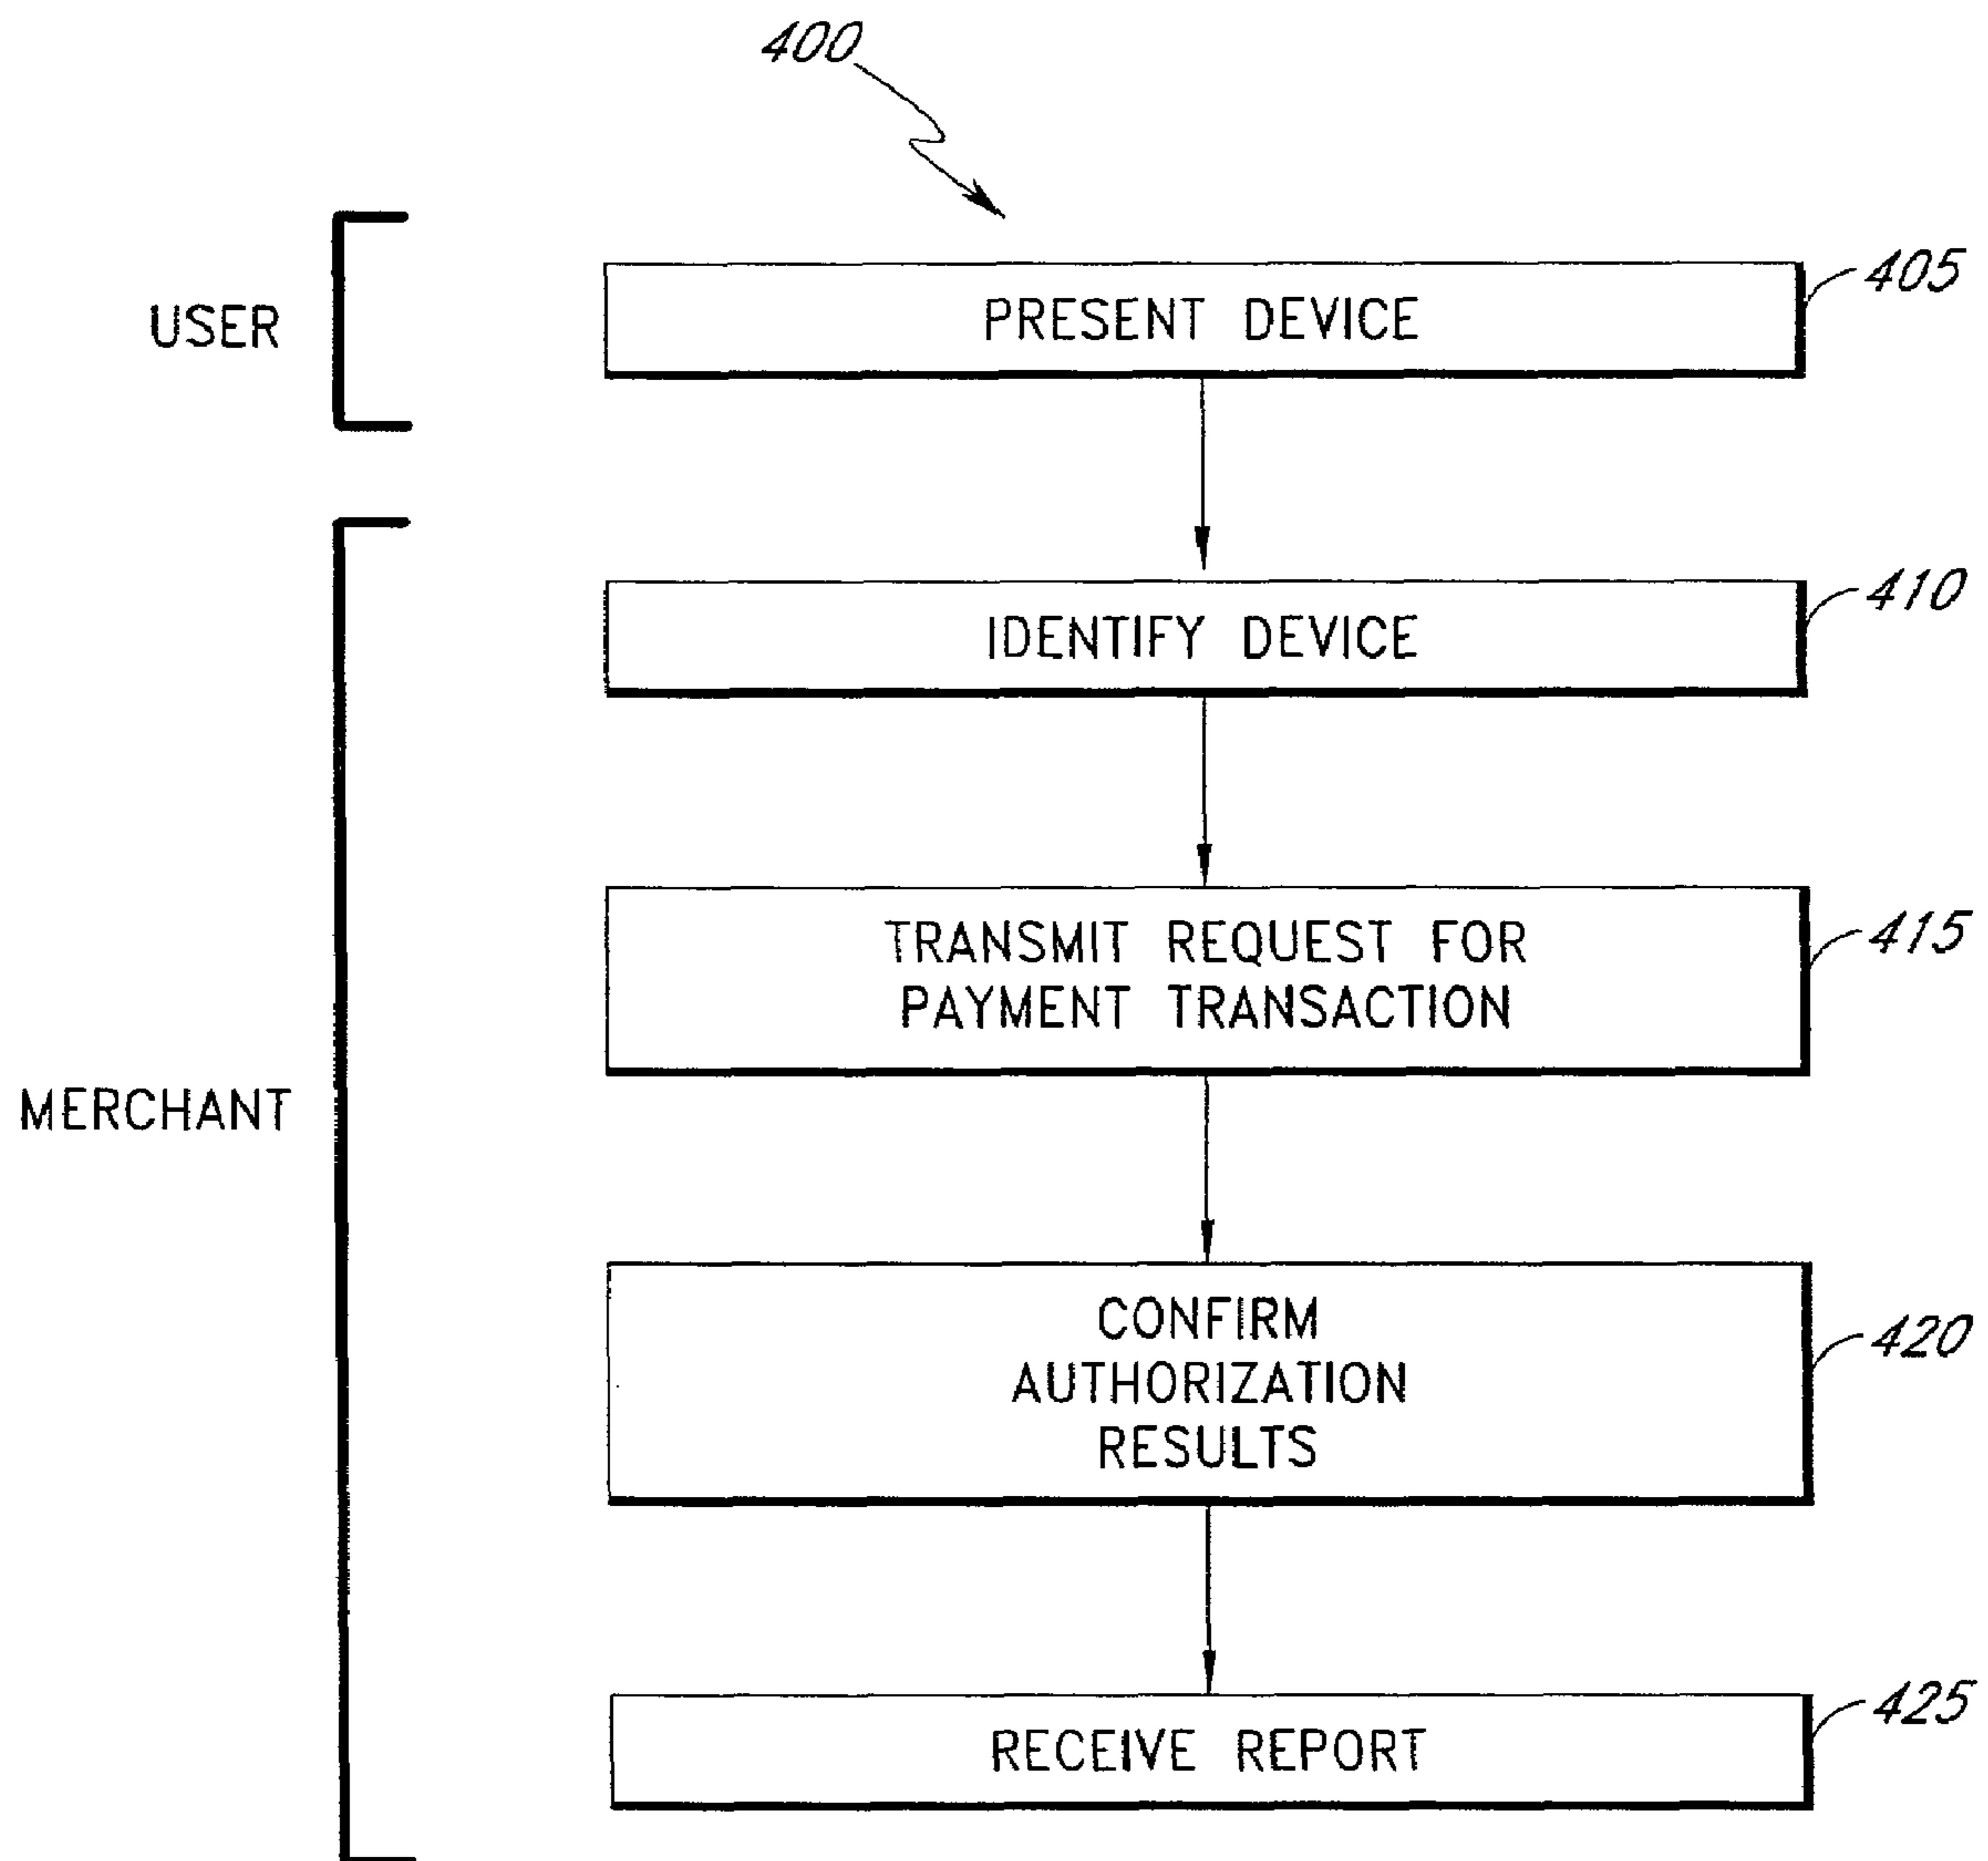 400
USER
PRESENT DEVICE
405
IDENTIFY DEVICE
410
MERCHANT
TRANSMIT REQUEST FOR
PAYMENT TRANSACTION
415
CONFIRM
AUTHORIZATION
RESULTS
420
RECEIVE REPORT
425